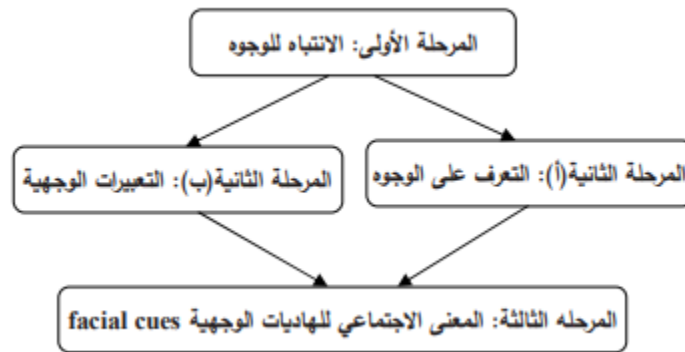 المرحلة الأولى: الانتباه للوجوه
المرحلة الثانية(أ): التعرف على الوجوه
المرحلة الثانية(ب): التعبيرات الوجهية
المرحله الثالثة: المعنى الاجتماعي للهاديات الوجهية facial cues